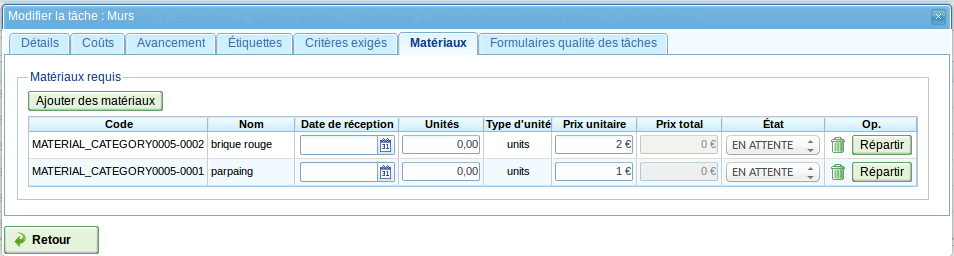 Modifier la tâche : Murs
Détails Coûts Avancement Étiquettes Critères exigés Matériaux Formulaires qualité des tâches
Matériaux requis
Ajouter des matériaux
Code Nom Date de réception Unités Type d'unité Prix unitaire Prix total État Op.
MATERIAL_CATEGORY0005-0002 brique rouge 31 0,00 units 2 € 0 € EN ATTENTE Répartir
MATERIAL_CATEGORY0005-0001 parpaing 31 0,00 units 1 € 0 € EN ATTENTE Répartir
Retour